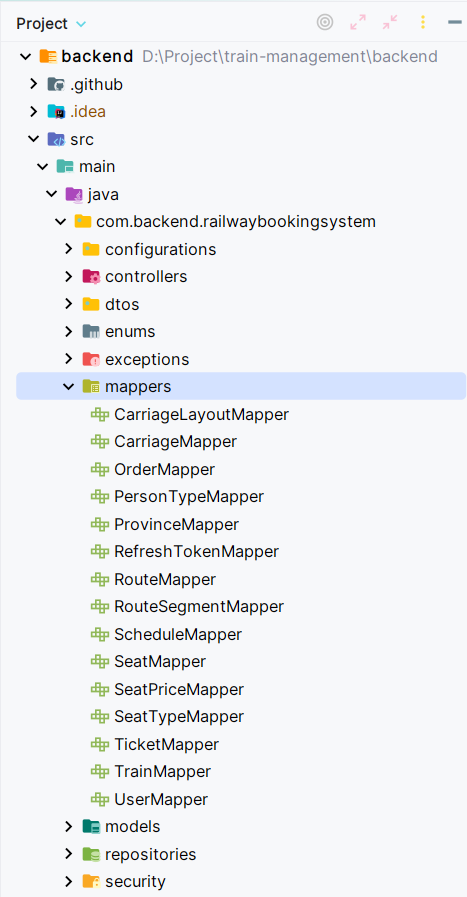 Project
backend D:\Project\train-management\backend
.github
.idea
src
main
java
com.backend.railwaybookingsystem
configurations
controllers
dtos
enums
exceptions
mappers
CarriageLayoutMapper
CarriageMapper
OrderMapper
PersonTypeMapper
ProvinceMapper
RefreshTokenMapper
RouteMapper
RouteSegmentMapper
ScheduleMapper
SeatMapper
SeatPriceMapper
SeatTypeMapper
TicketMapper
TrainMapper
UserMapper
models
repositories
security